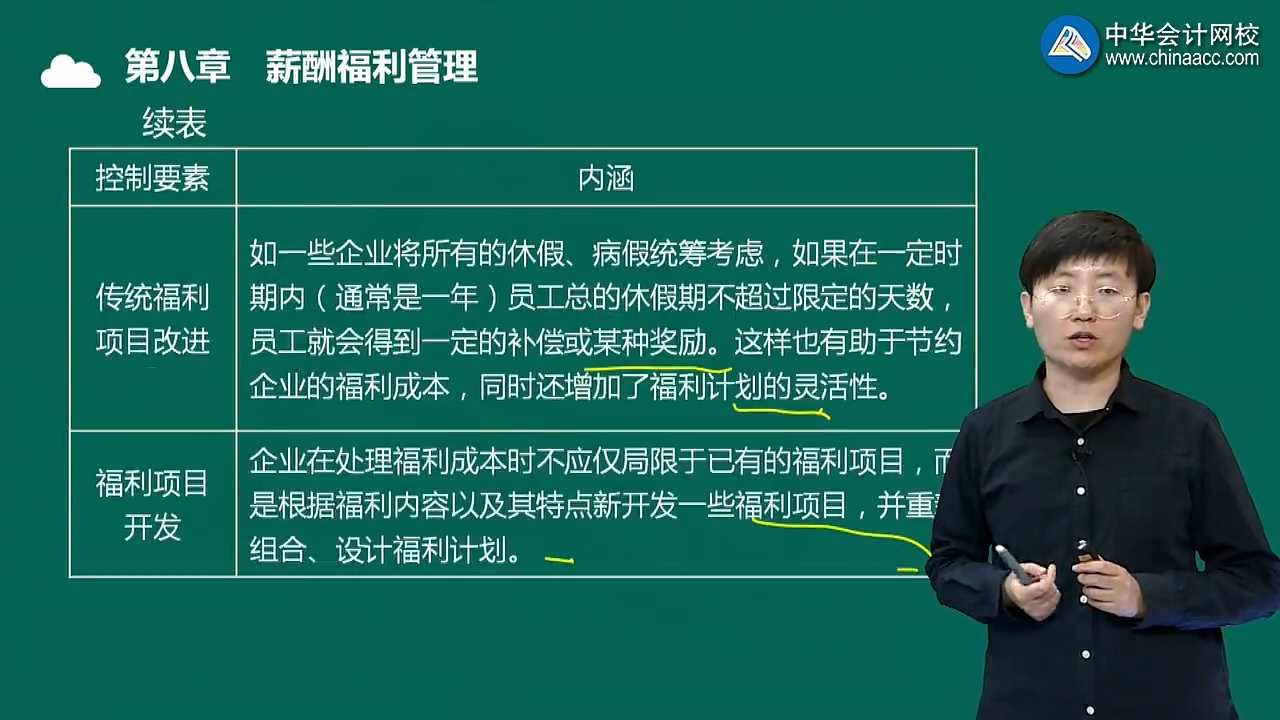 中华会计网校
www.chinaacc.com
第八章 薪酬福利管理
续表
控制要素
内涵
传统福利
项目改进
如一些企业将所有的休假、病假统筹考虑，如果在一定时
期内（通常是一年）员工总的休假期不超过限定的天数，
员工就会得到一定的补偿或某种奖励。这样也有助于节约
企业的福利成本，同时还增加了福利计划的灵活性。
福利项目
开发
企业在处理福利成本时不应仅局限于已有的福利项目，而
是根据福利内容以及其特点新开发一些福利项目，并重
组合、设计福利计划。